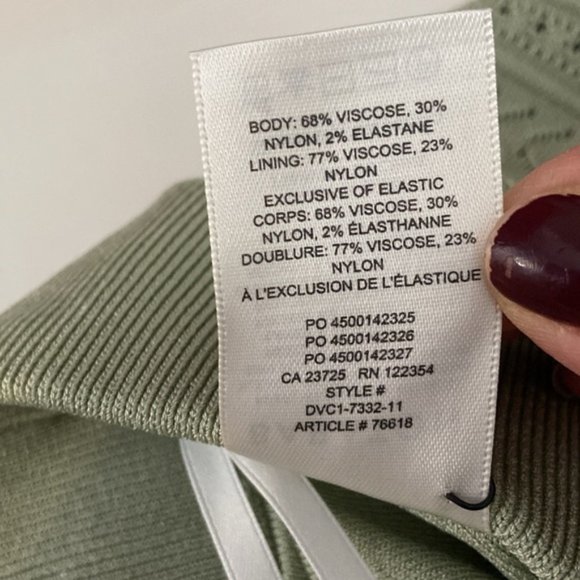 BODY: 68% VISCOSE, 30%
NYLON, 2% ELASTANE
LINING: 77% VISCOSE, 23%
NYLON
EXCLUSIVE OF ELASTIC
CORPS: 68% VISCOSE, 30%
NYLON, 2% ÉLASTHANNE
DOUBLURE: 77% VISCOSE, 23%
NYLON
À L'EXCLUSION DE L'ÉLASTIQUE
PO 4500142325
PO 4500142326
PO 4500142327
CA 23725 RN 122354
STYLE #
DVC1-7332-11
ARTICLE # 76618